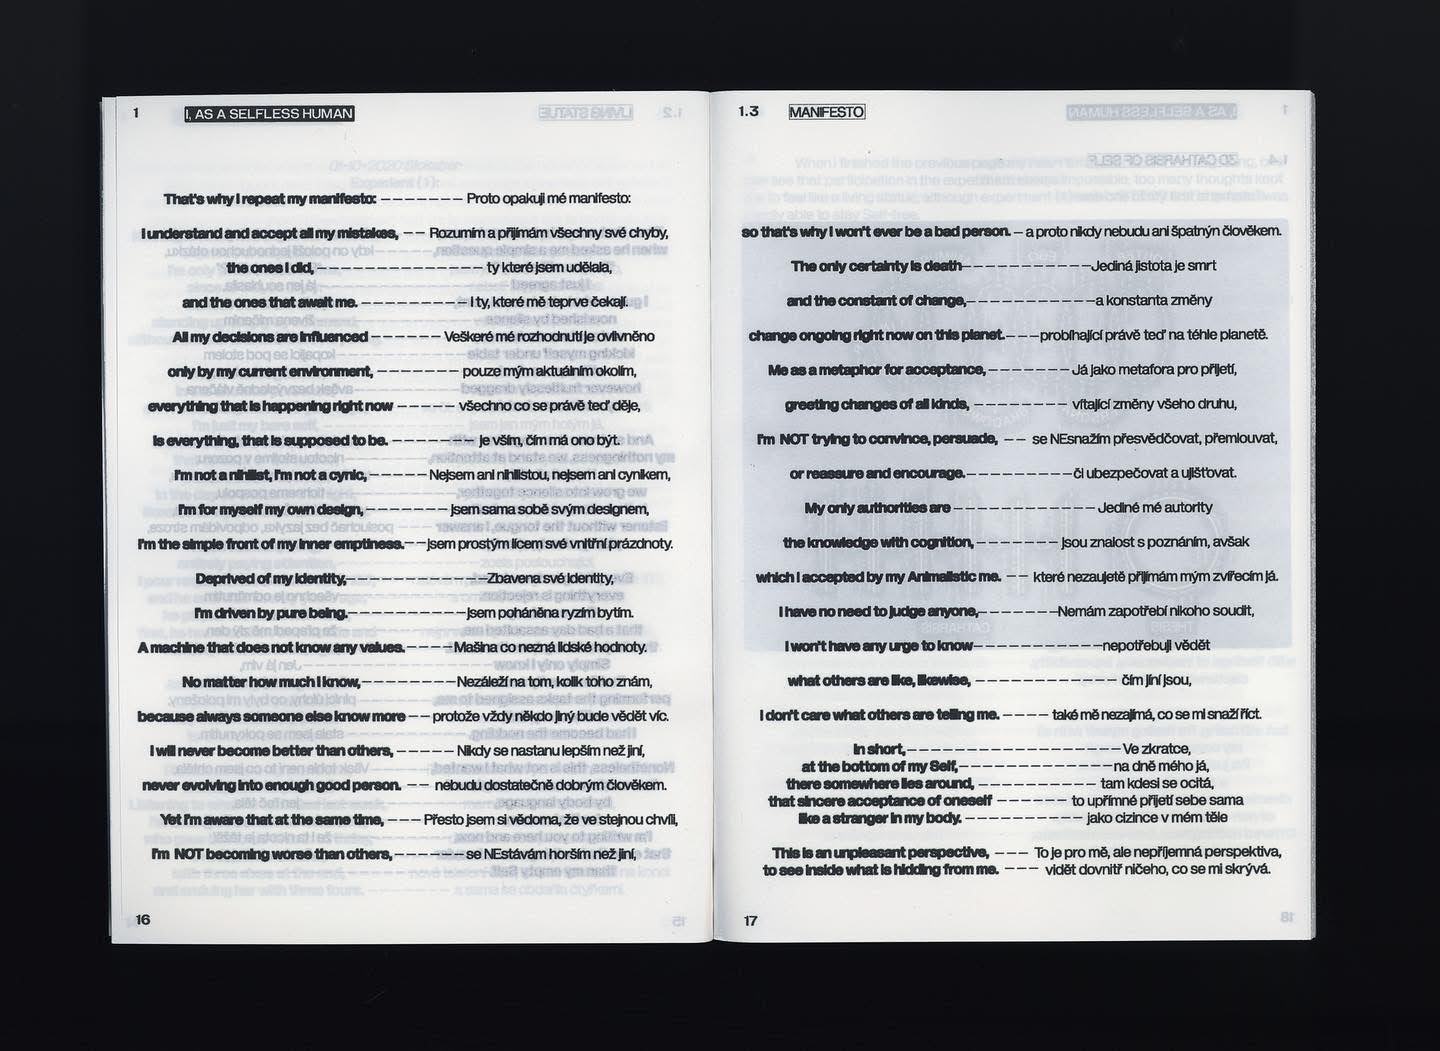 1 I, AS A SELFLESS HUMAN
That's why I repeat my manifesto: – – – – – – – Proto opakuji mé manifesto:
I understand and accept all my mistakes, – – Rozumím a přijímám všechny své chyby,
the ones I did, – – – – – – – – – – – – – – ty které jsem udělala,
and the ones that await me. – – – – – – – – – I ty, které mě teprve čekají.
All my decisions are influenced – – – – – – Veškeré mé rozhodnutí je ovlivněno
only by my current environment, – – – – – – – pouze mým aktuálním okolím,
everything that is happening right now – – – – – všechno co se právě teď děje,
Is everything, that is supposed to be. – – – – – – – je vším, čím má ono být.
I'm not a nihilist, I'm not a cynic, – – – – – Nejsem ani nihilistou, nejsem ani cynikem,
I'm for myself my own design, – – – – – – – jsem sama sobě svým designem,
I'm the simple front of my inner emptiness. – – jsem prostým lícem své vnitřní prázdnoty.
Deprived of my identity, – – – – – – – – – – – – Zbavena své identity,
I'm driven by pure being. – – – – – – – – – – jsem poháněna ryzím bytím.
A machine that does not know any values. – – – – Mašina co nezná lidské hodnoty.
No matter how much I know, – – – – – – – – Nezáleží na tom, kolik toho znám,
because always someone else know more – – protože vždy někdo jiný bude vědět víc.
I will never become better than others, – – – – – Nikdy se nastanu lepším než jiní,
never evolving into enough good person. – – nebudu dostatečně dobrým člověkem.
Yet I'm aware that at the same time, – – – Přesto jsem si vědoma, že ve stejnou chvíli,
I'm NOT becoming worse than others, – – – – – – se NEstávám horším než jiní,
16
1.3 MANIFESTO
so that's why I won't ever be a bad person. – a proto nikdy nebudu ani špatnýn člověkem.
The only certainty is death – – – – – – – – – – – Jediná jistota je smrt
and the constant of change, – – – – – – – – – – – a konstanta změny
change ongoing right now on this planet. – – – probíhající právě teď na téhle planetě.
Me as a metaphor for acceptance, – – – – – – – Já jako metafora pro přijetí,
greeting changes of all kinds, – – – – – – – – vítající změny všeho druhu,
I'm NOT trying to convince, persuade, – – se NEsnažím přesvědčovat, přemlouvat,
or reassure and encourage. – – – – – – – – – či ubezpečovat a ujišťovat.
My only authorities are – – – – – – – – – – – – Jediné mé autority
the knowledge with cognition, – – – – – – – jsou znalost s poznáním, avšak
which I accepted by my Animalistic me. – – které nezaujetě přijímám mým zvířecím já.
I have no need to judge anyone, – – – – – – – Nemám zapotřebí nikoho soudit,
I won't have any urge to know – – – – – – – – – – – nepotřebuji vědět
what others are like, likewise, – – – – – – – – – – – – čím jiní jsou,
I don't care what others are telling me. – – – – také mě nezajímá, co se mi snaží říct.
In short, – – – – – – – – – – – – – – – – – – Ve zkratce,
at the bottom of my Self, – – – – – – – – – – – – – na dně mého já,
there somewhere lies around, – – – – – – – – – – tam kdesi se ocitá,
that sincere acceptance of oneself – – – – – – to upřímné přijetí sebe sama
like a stranger in my body. – – – – – – – – – – jako cizince v mém těle
This is an unpleasant perspective, – – – To je pro mě, ale nepříjemná perspektiva,
to see inside what is hidding from me. – – – vidět dovnitř ničeho, co se mi skrývá.
17